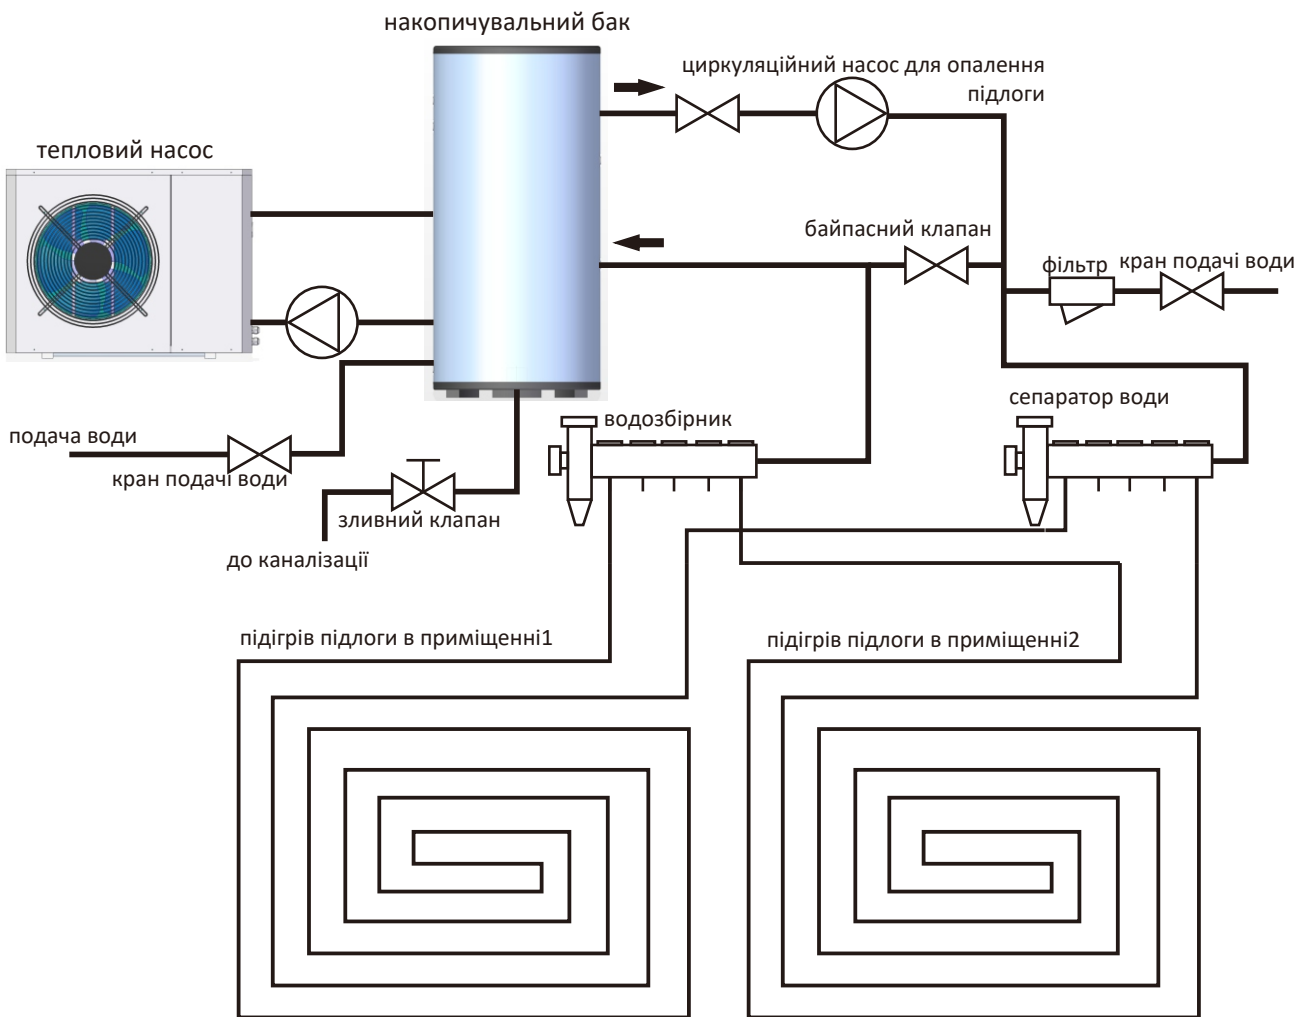 накопичувальний бак
циркуляційний насос для опалення
підлоги
тепловий насос
байпасний клапан
фільтр
кран подачі води
сепаратор води
водозбірник
подача води
кран подачі води
зливний клапан
до каналізації
підігрів підлоги в приміщенні1
підігрів підлоги в приміщенні2